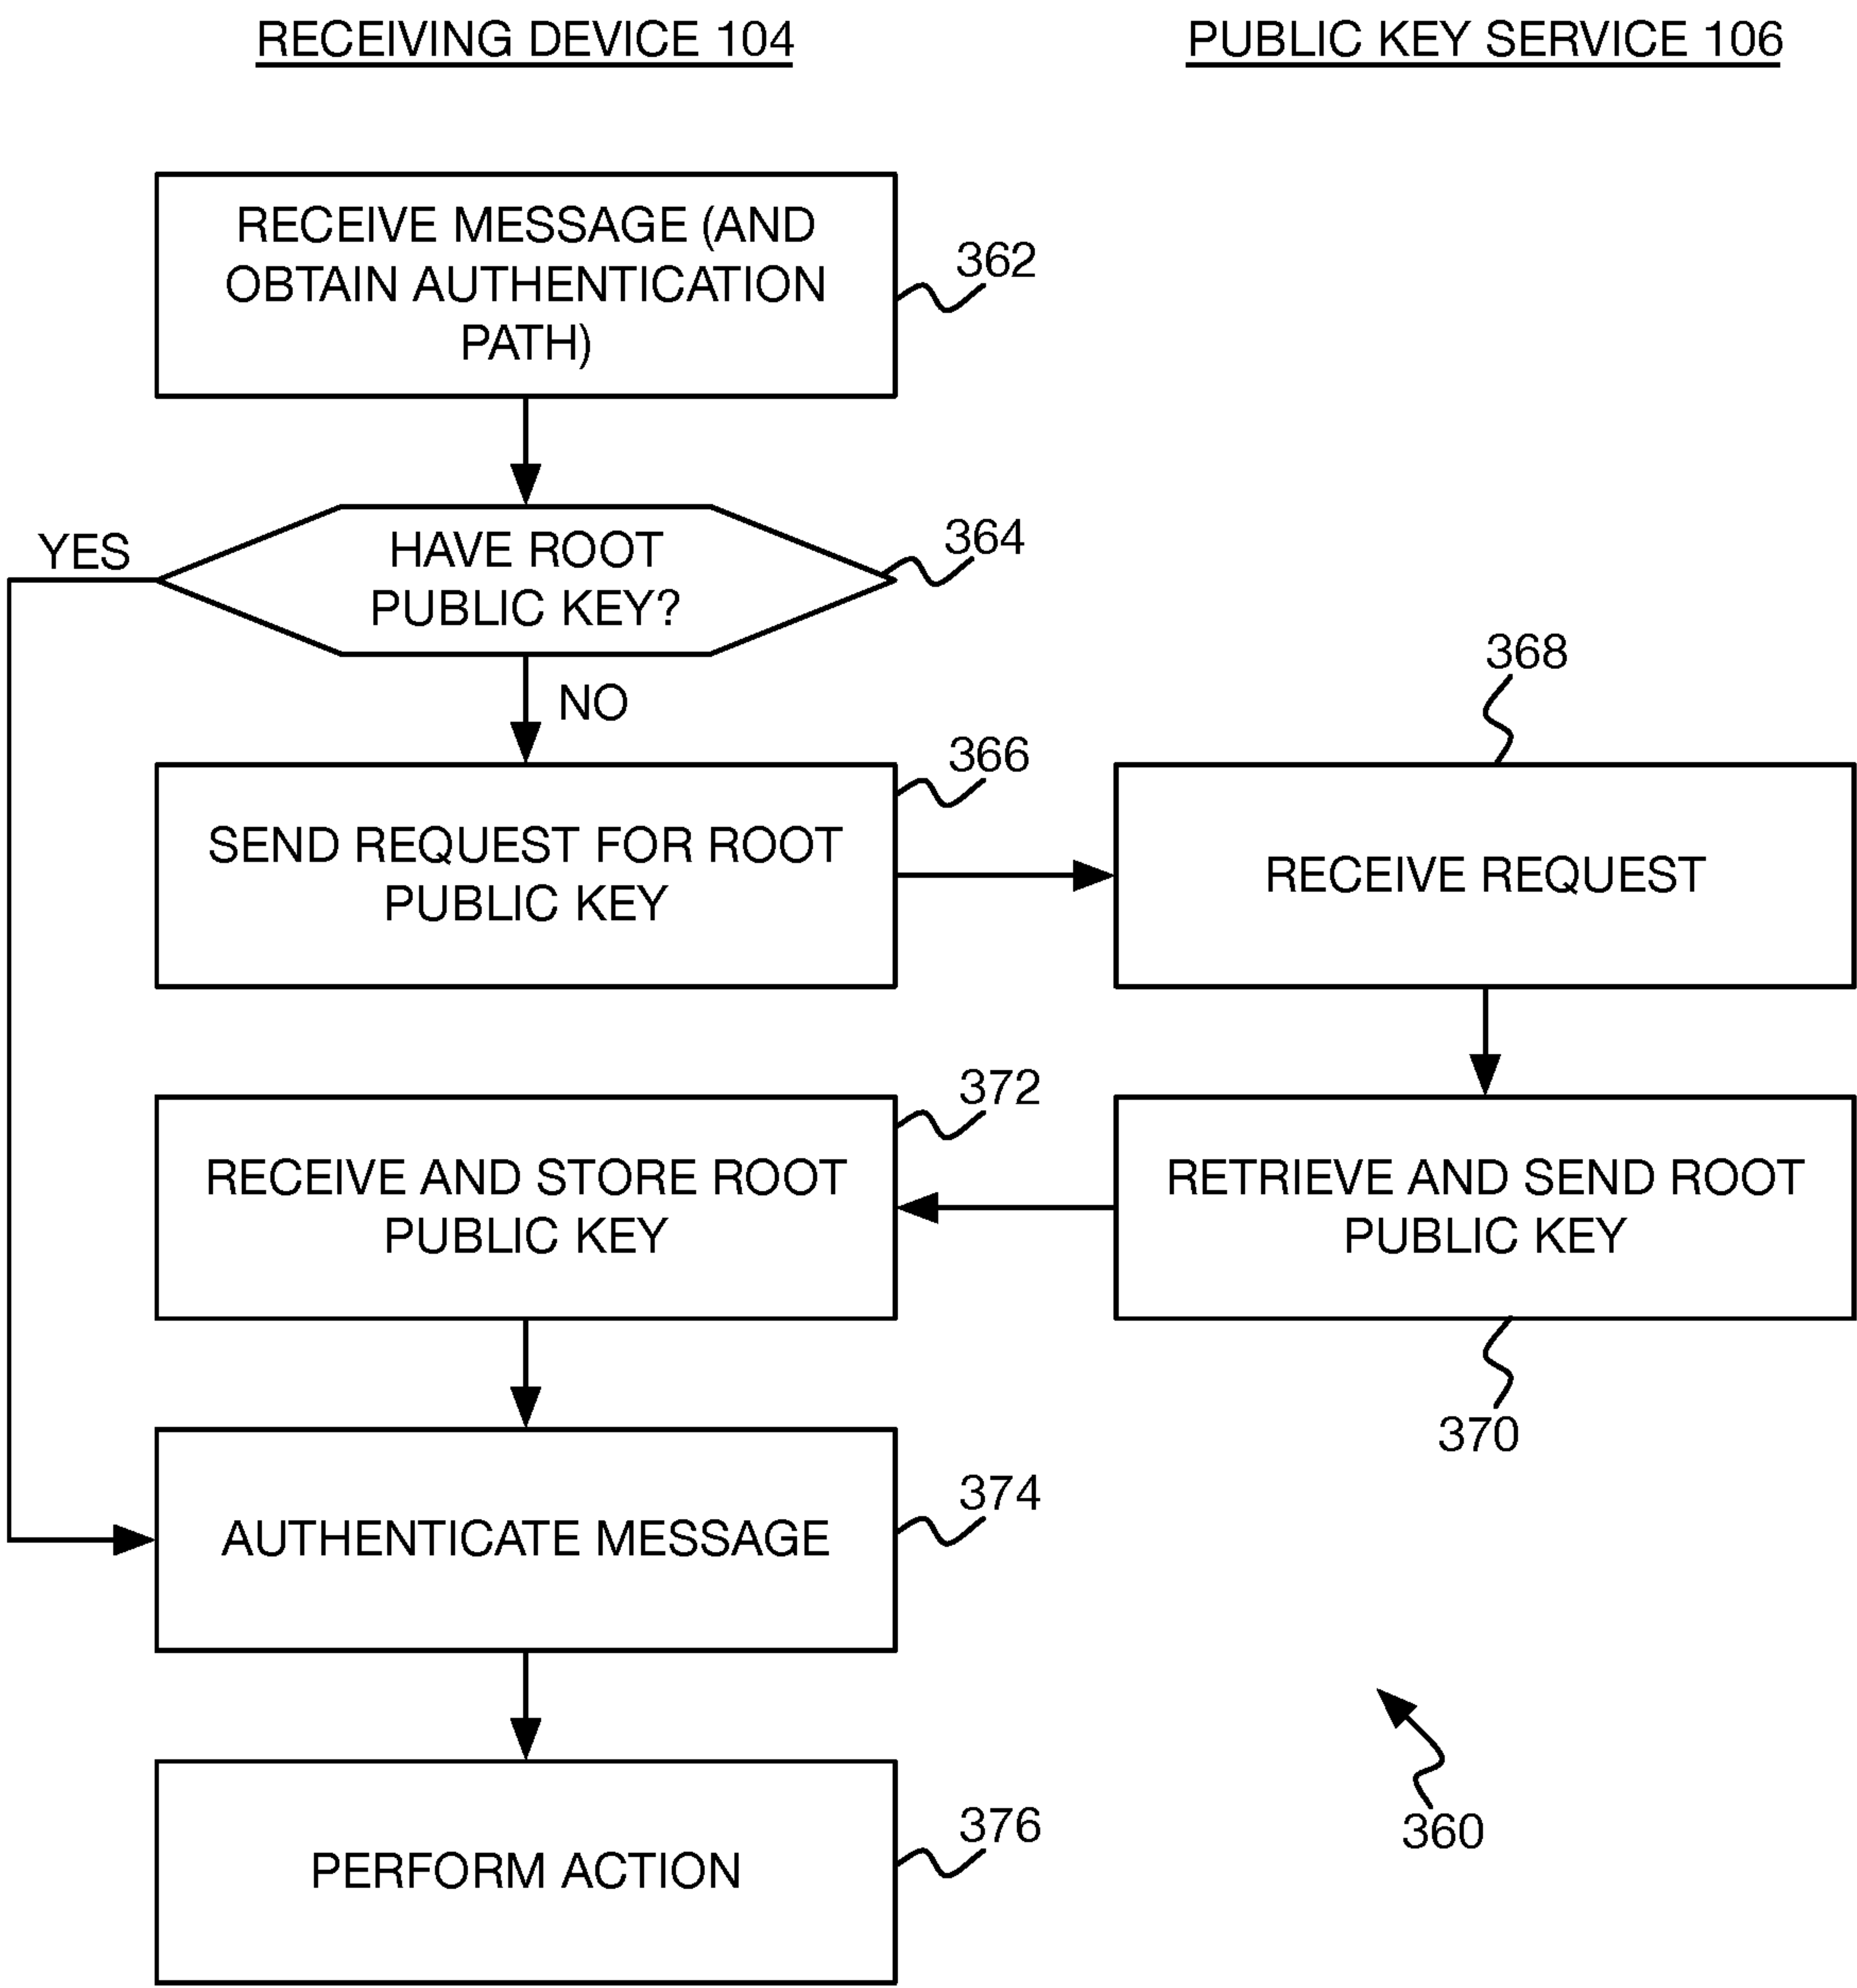 RECEIVING DEVICE 104
PUBLIC KEY SERVICE 106
RECEIVE MESSAGE (AND
OBTAIN AUTHENTICATION
PATH)
362
YES
HAVE ROOT
PUBLIC KEY?
364
NO
366
SEND REQUEST FOR ROOT
PUBLIC KEY
368
RECEIVE REQUEST
372
RECEIVE AND STORE ROOT
PUBLIC KEY
RETRIEVE AND SEND ROOT
PUBLIC KEY
370
374
AUTHENTICATE MESSAGE
376
PERFORM ACTION
360